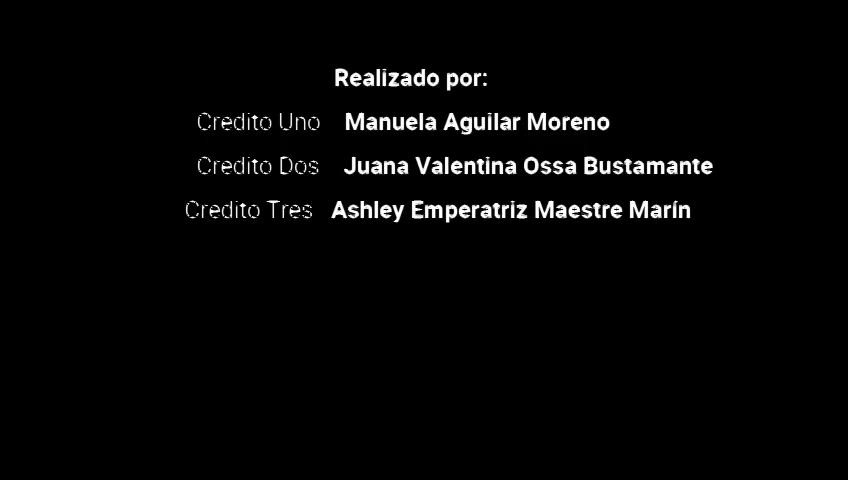 Realizado por:
Credito Uno Manuela Aguilar Moreno
Credito Dos Juana Valentina Ossa Bustamante
Credito Tres Ashley Emperatriz Maestre Marín